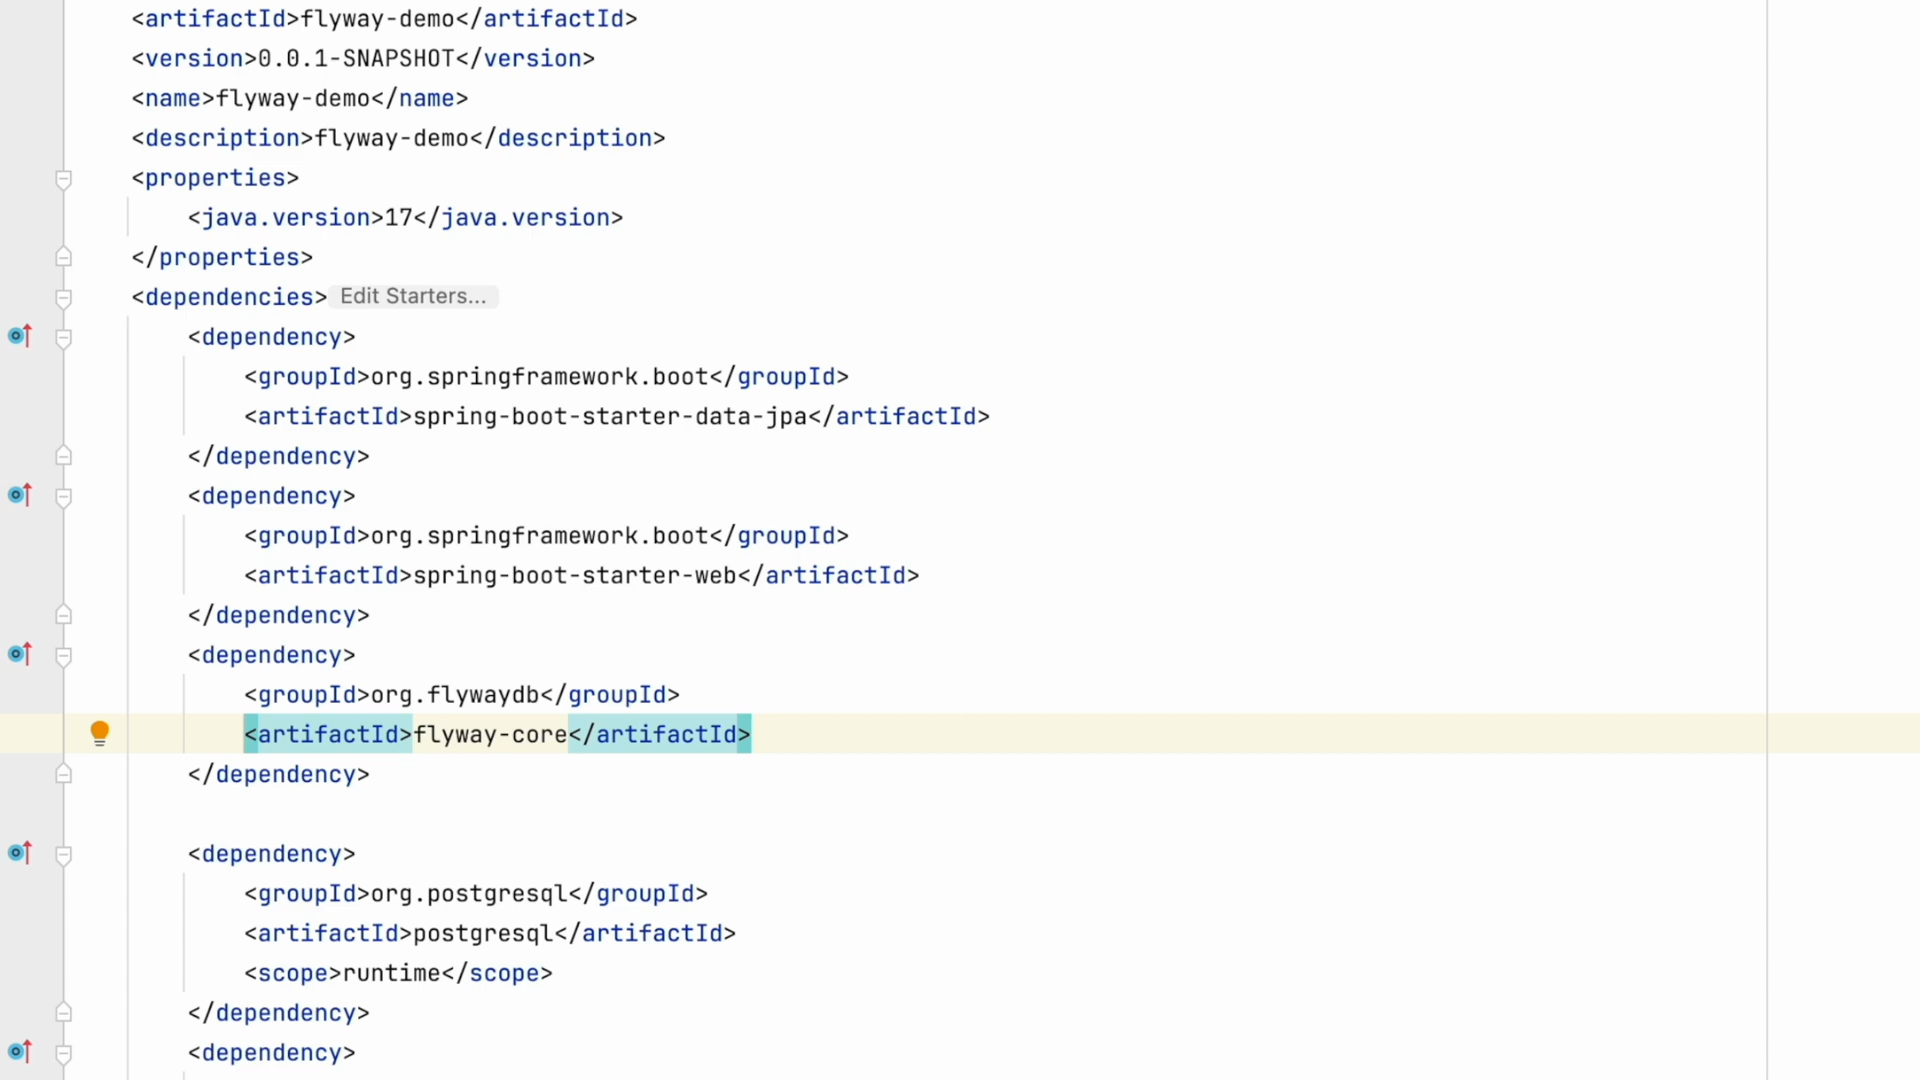 <artifactId>flyway-demo</artifactId>
<version>0.0.1-SNAPSHOT</version>
<name>flyway-demo</name>
<description>flyway-demo</description>
<properties>
<java.version>17</java.version>
</properties>
<dependencies> Edit Starters...
<dependency>
<groupId>org.springframework.boot</groupId>
<artifactId>spring-boot-starter-data-jpa</artifactId>
</dependency>
<dependency>
<groupId>org.springframework.boot</groupId>
<artifactId>spring-boot-starter-web</artifactId>
</dependency>
<dependency>
<groupId>org.flywaydb</groupId>
<artifactId>flyway-core</artifactId>
</dependency>
<dependency>
<groupId>org.postgresql</groupId>
<artifactId>postgresql</artifactId>
<scope>runtime</scope>
</dependency>
<dependency>